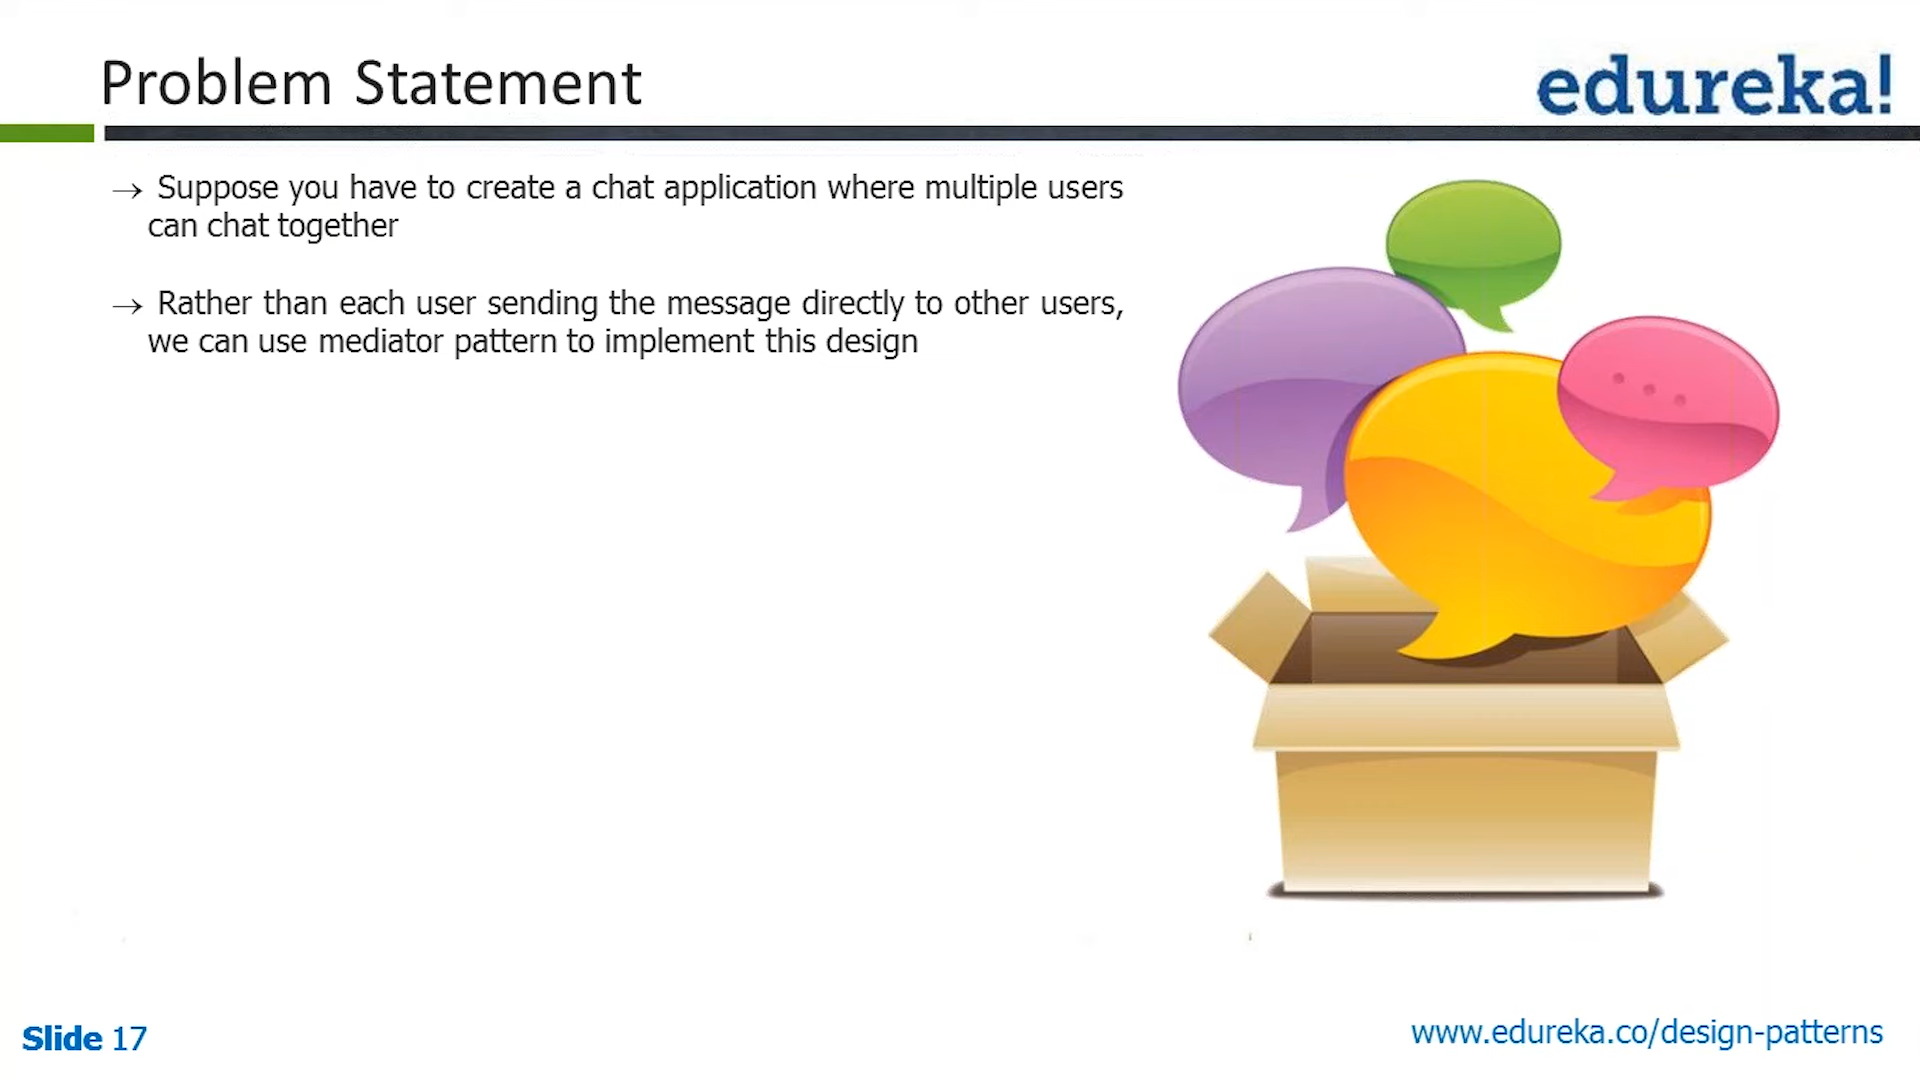 Problem Statement
edureka!
→ Suppose you have to create a chat application where multiple users
can chat together
→ Rather than each user sending the message directly to other users,
we can use mediator pattern to implement this design
Slide 17
www.edureka.co/design-patterns